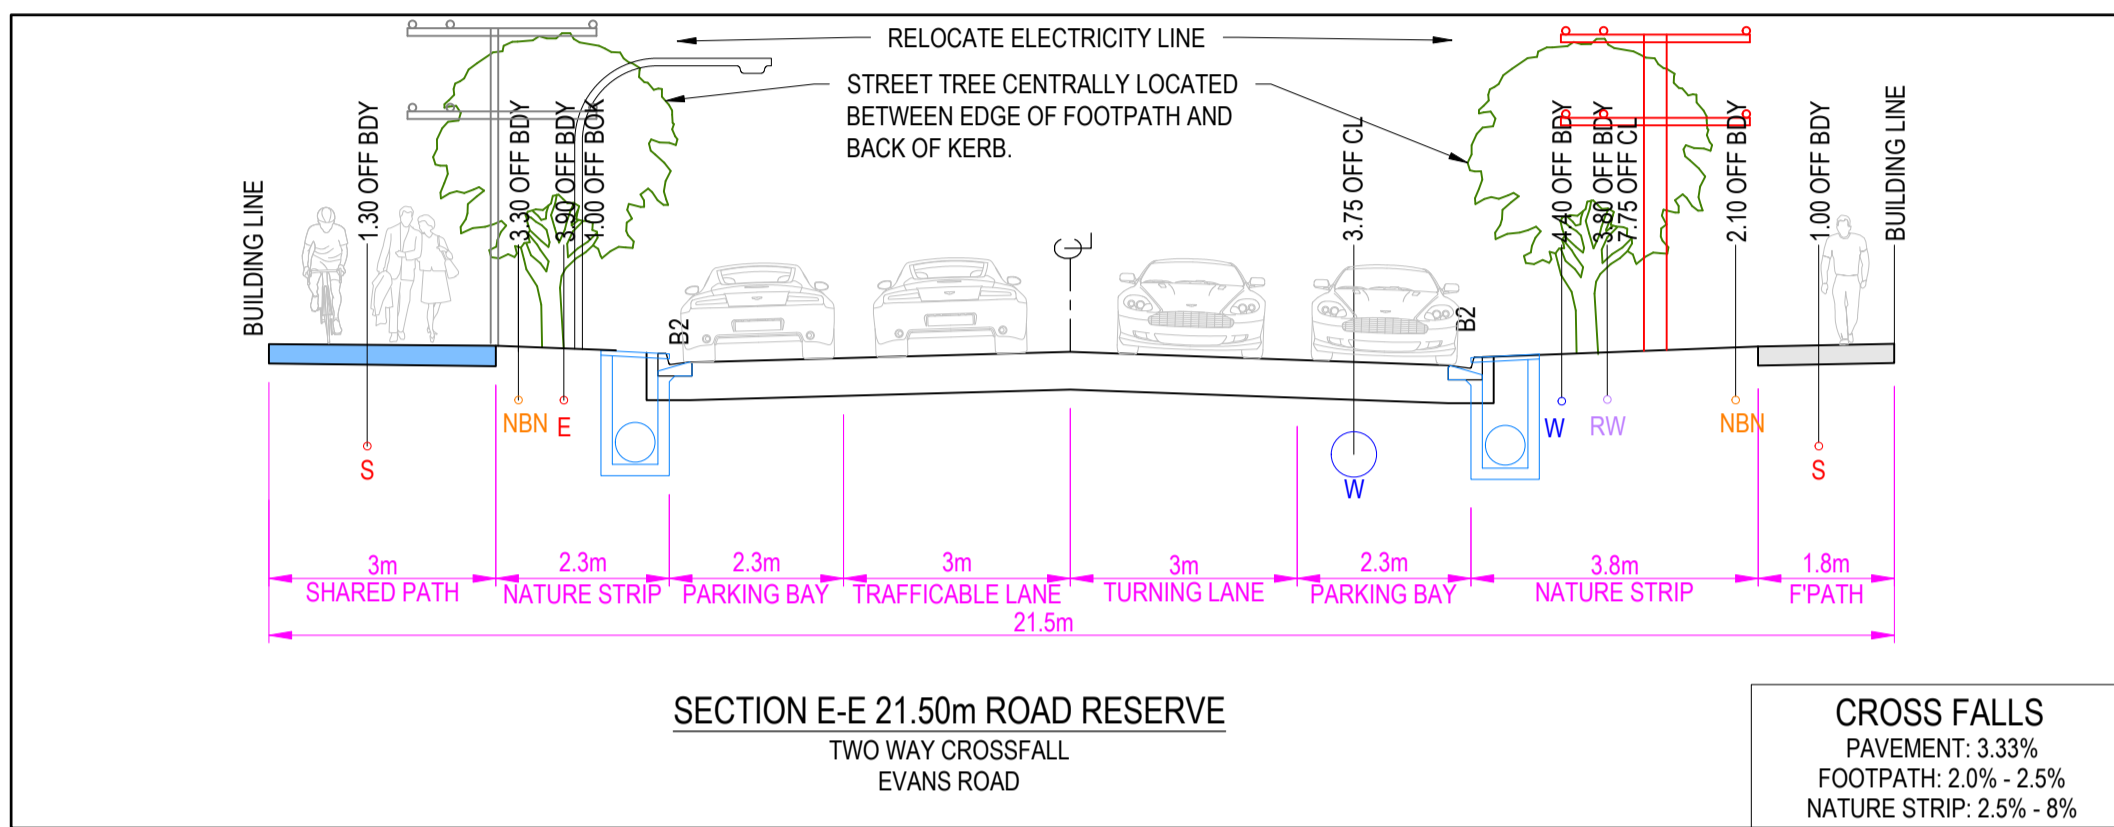 RELOCATE ELECTRICITY LINE
STREET TREE CENTRALLY LOCATED
BETWEEN EDGE OF FOOTPATH AND
BACK OF KERB.
BUILDING LINE
1.30 OFF BDY
3.30 OFF BDY
3.90 OFF BDY
1.00 OFF BOK
B2
CL
3.75 OFF CL
B2
4.40 OFF BDY
3.80 OFF BDY
7.75 OFF CL
2.10 OFF BDY
1.00 OFF BDY
BUILDING LINE
S
NBN
E
W
W
RW
NBN
S
3m
SHARED PATH
2.3m
NATURE STRIP
2.3m
PARKING BAY
3m
TRAFFICABLE LANE
3m
TURNING LANE
2.3m
PARKING BAY
3.8m
NATURE STRIP
1.8m
F'PATH
21.5m
SECTION E-E 21.50m ROAD RESERVE
TWO WAY CROSSFALL
EVANS ROAD
CROSS FALLS
PAVEMENT: 3.33%
FOOTPATH: 2.0% - 2.5%
NATURE STRIP: 2.5% - 8%